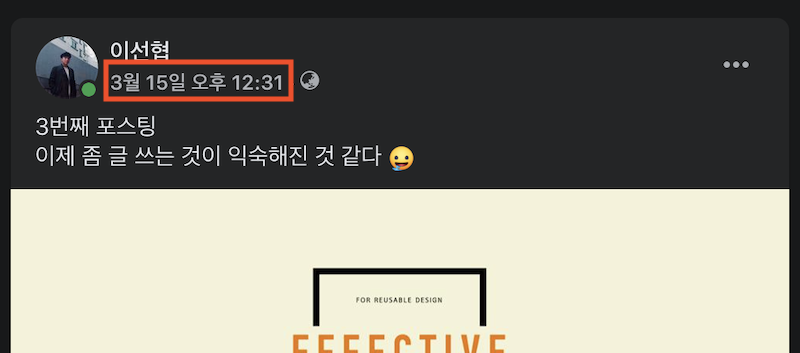 이선협
3월 15일 오후 12:31
3번째 포스팅
이제 좀 글 쓰는 것이 익숙해진 것 같다 😛
FOR REUSABLE DESIGN
EFFECTIVE